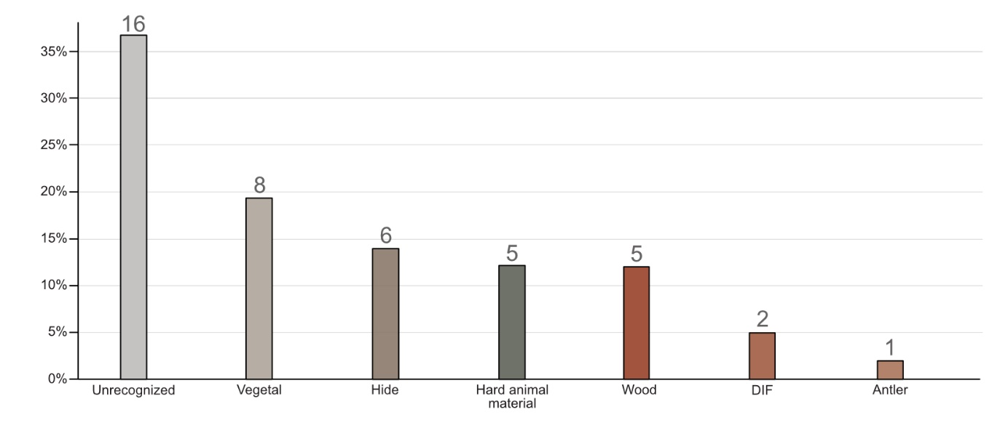 16
35%
30%
25%
8
20%
6
15%
5
5
10%
2
5%
1
0%
Unrecognized
Vegetal
Hide
Hard animal
material
Wood
DIF
Antler